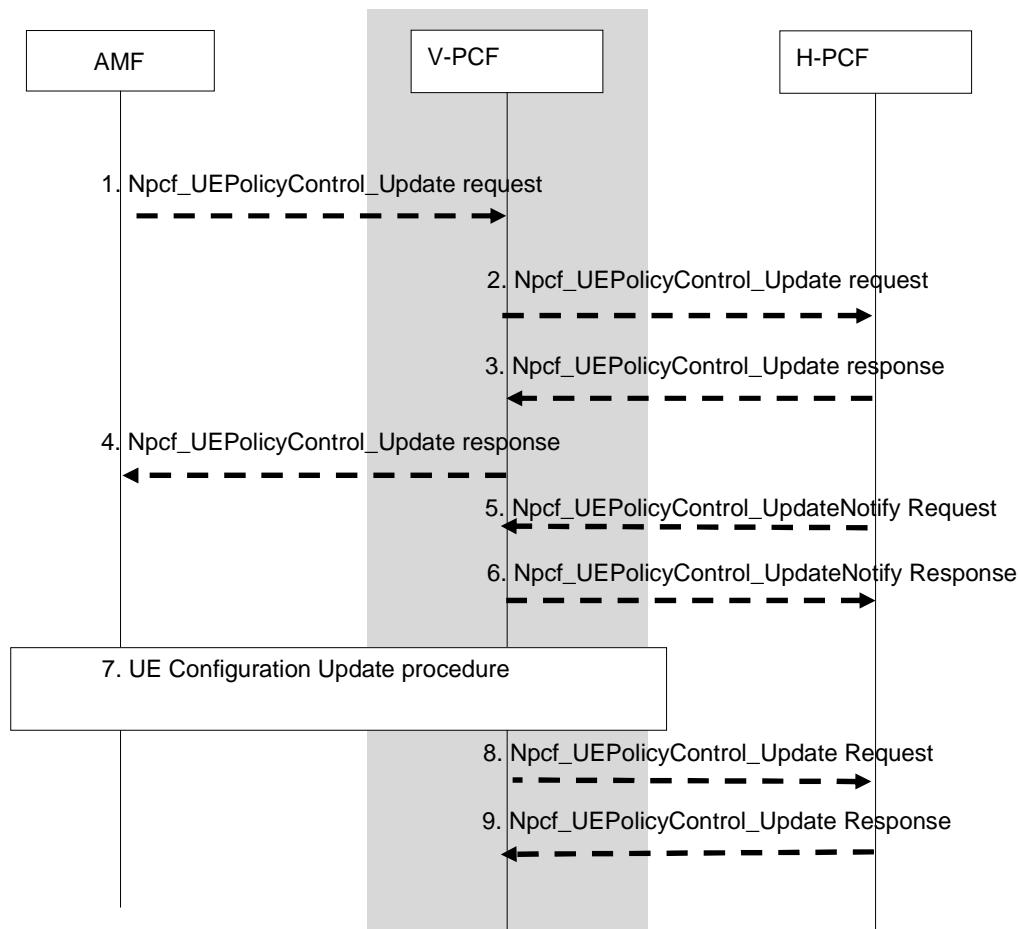 AMF
V-PCF
H-PCF
1. Npcf_UEPolicyControl_Update request
2. Npcf_UEPolicyControl_Update request
3. Npcf_UEPolicyControl_Update response
4. Npcf_UEPolicyControl_Update response
5. Npcf_UEPolicyControl_UpdateNotify Request
6. Npcf_UEPolicyControl_UpdateNotify Response
7. UE Configuration Update procedure
8. Npcf_UEPolicyControl_Update Request
9. Npcf_UEPolicyControl_Update Response